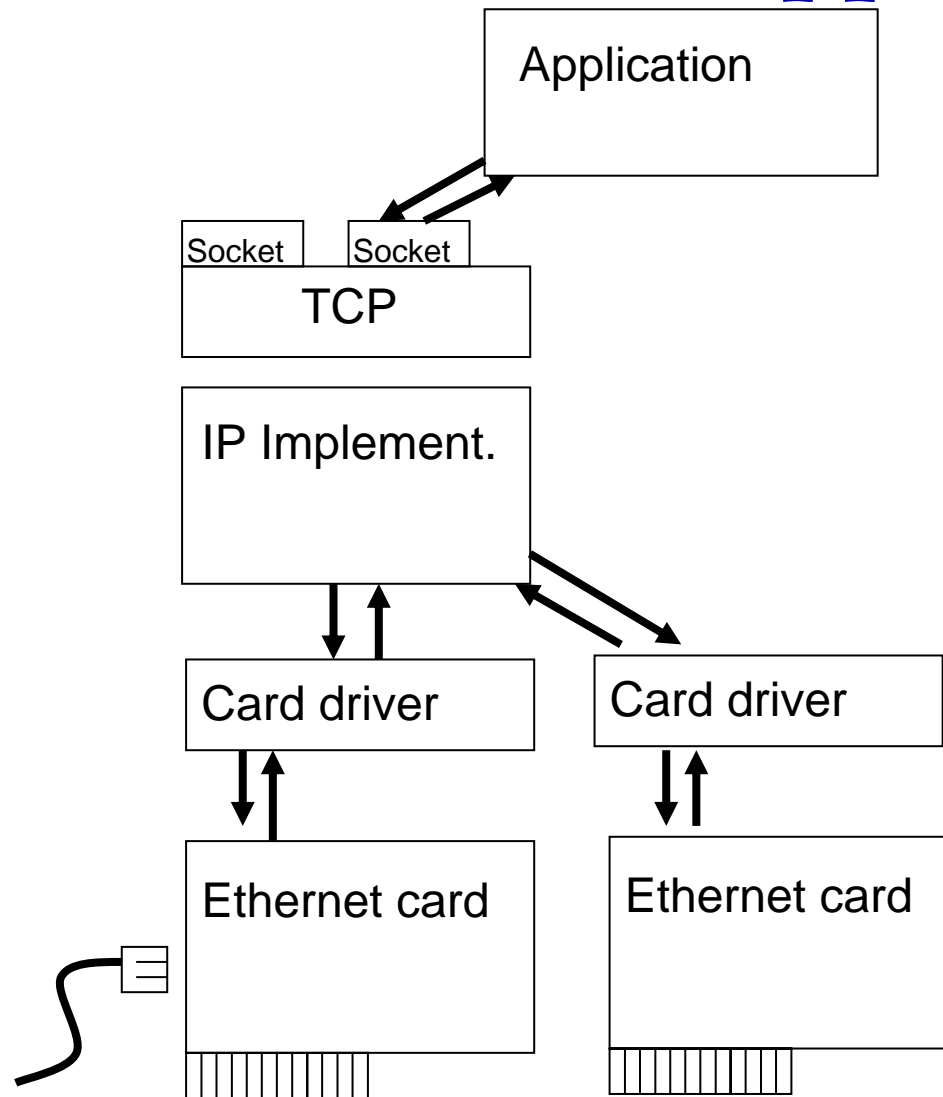 Application
Socket
Socket
TCP
IP Implement.
Card driver
Card driver
Ethernet card
Ethernet card